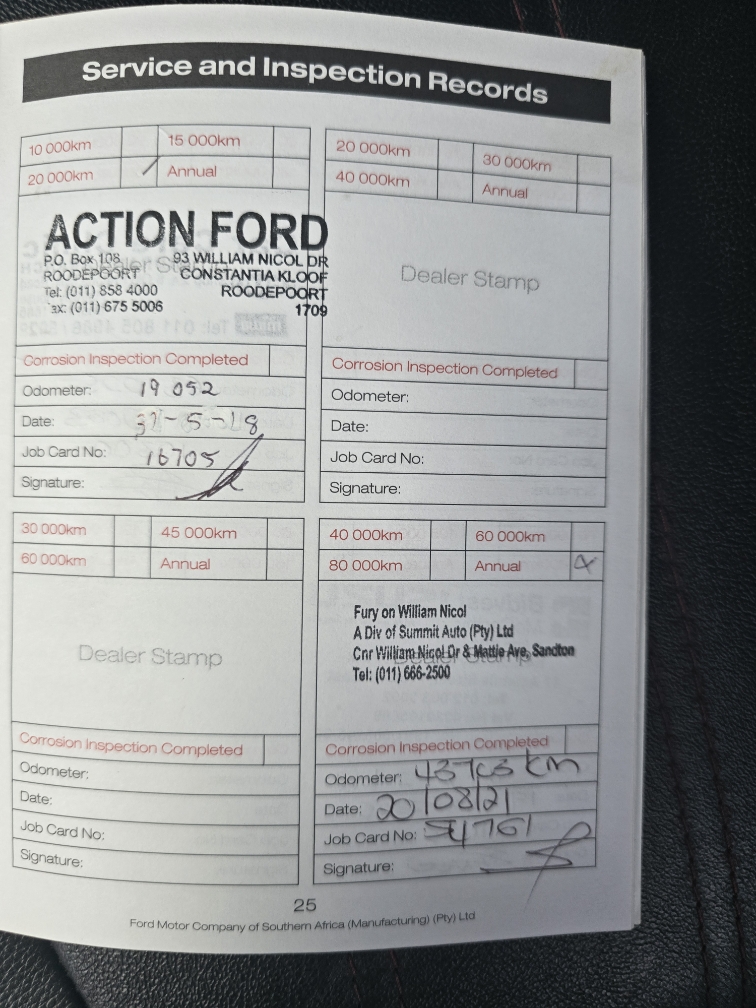 Service and Inspection Records
10 000km 15 000km
20 000km / Annual
ACTION FORD
P.O. Box 108 93 WILLIAM NICOL DR
ROODEPOORT CONSTANTIA KLOOF
Tel: (011) 858 4000 ROODEPOORT
ax: (011) 675 5006 1709
Corrosion Inspection Completed
Odometer: 19 052
Date: -5-18
Job Card No: 16705
Signature:
20 000km 30 000km
40 000km Annual
Dealer Stamp
Corrosion Inspection Completed
Odometer:
Date:
Job Card No:
Signature:
30 000km 45 000km
60 000km Annual
Dealer Stamp
Corrosion Inspection Completed
Odometer:
Date:
Job Card No:
Signature:
40 000km 60 000km
80 000km Annual
Fury on William Nicol
A Div of Summit Auto (Pty) Ltd
Cnr William Nicol Dr & Mattie Ave, Sandton
Tel: (011) 666-2500
Corrosion Inspection Completed
Odometer: km
Date: 20/08/21
Job Card No:
Signature:
25
Ford Motor Company of Southern Africa (Manufacturing) (Pty) Ltd